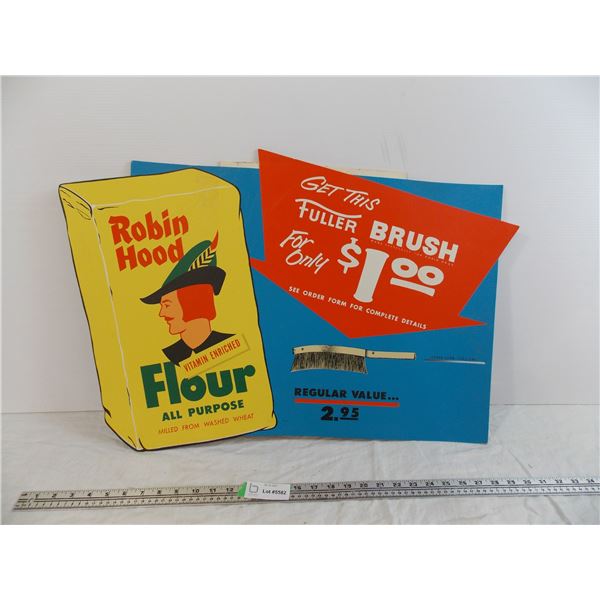 Robin
Hood
VITAMIN ENRICHED
Flour
ALL PURPOSE
MILLED FROM WASHED WHEAT
GET THIS
FULLER BRUSH
For only $1.00
SEE ORDER FORM FOR COMPLETE DETAILS
REGULAR VALUE...
2.95
Lot #5582